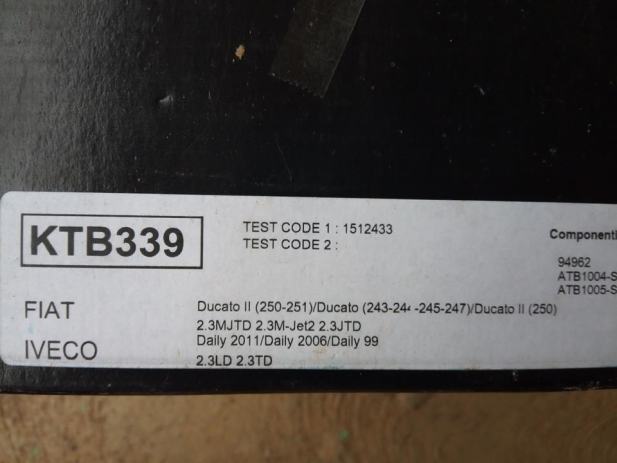 KTB339
TEST CODE 1 : 1512433
TEST CODE 2 :
Componenti
94962
ATB1004-S
ATB1005-S
FIAT
Ducato II (250-251)/Ducato (243-244 -245-247)/Ducato II (250)
2.3MJTD 2.3M-Jet2 2.3JTD
IVECO
Daily 2011/Daily 2006/Daily 99
2.3LD 2.3TD